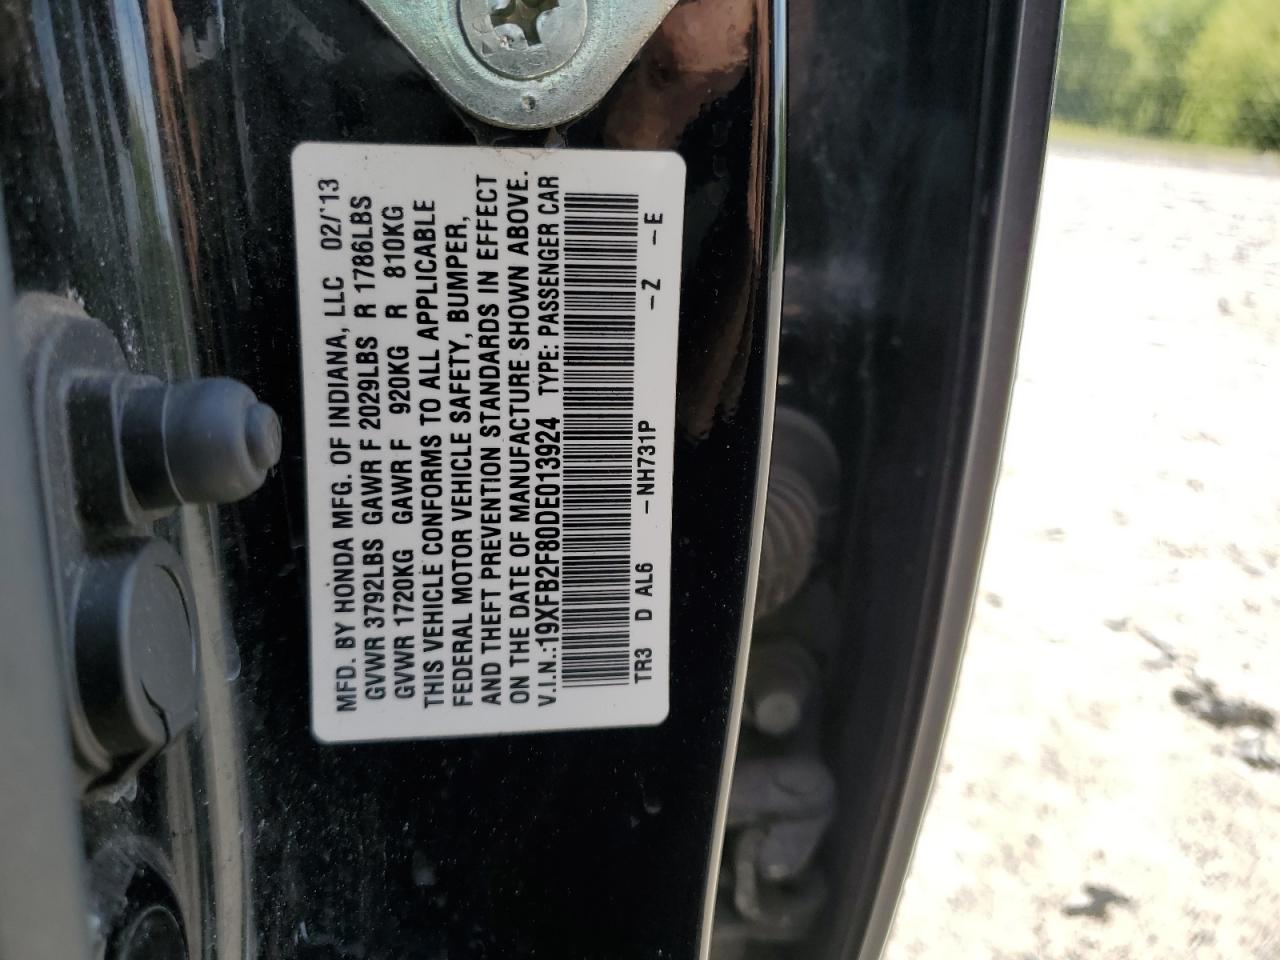 MFD. BY HONDA MFG. OF INDIANA, LLC 02/'13
GVWR 3792LBS GAWR F 2029LBS R 1786LBS
GVWR 1720KG GAWR F 920KG R 810KG
THIS VEHICLE CONFORMS TO ALL APPLICABLE
FEDERAL MOTOR VEHICLE SAFETY, BUMPER,
AND THEFT PREVENTION STANDARDS IN EFFECT
ON THE DATE OF MANUFACTURE SHOWN ABOVE.
V.I.N.:19XFB2F80DE013924 TYPE: PASSENGER CAR
TR3 D AL6 –NH731P –Z –E